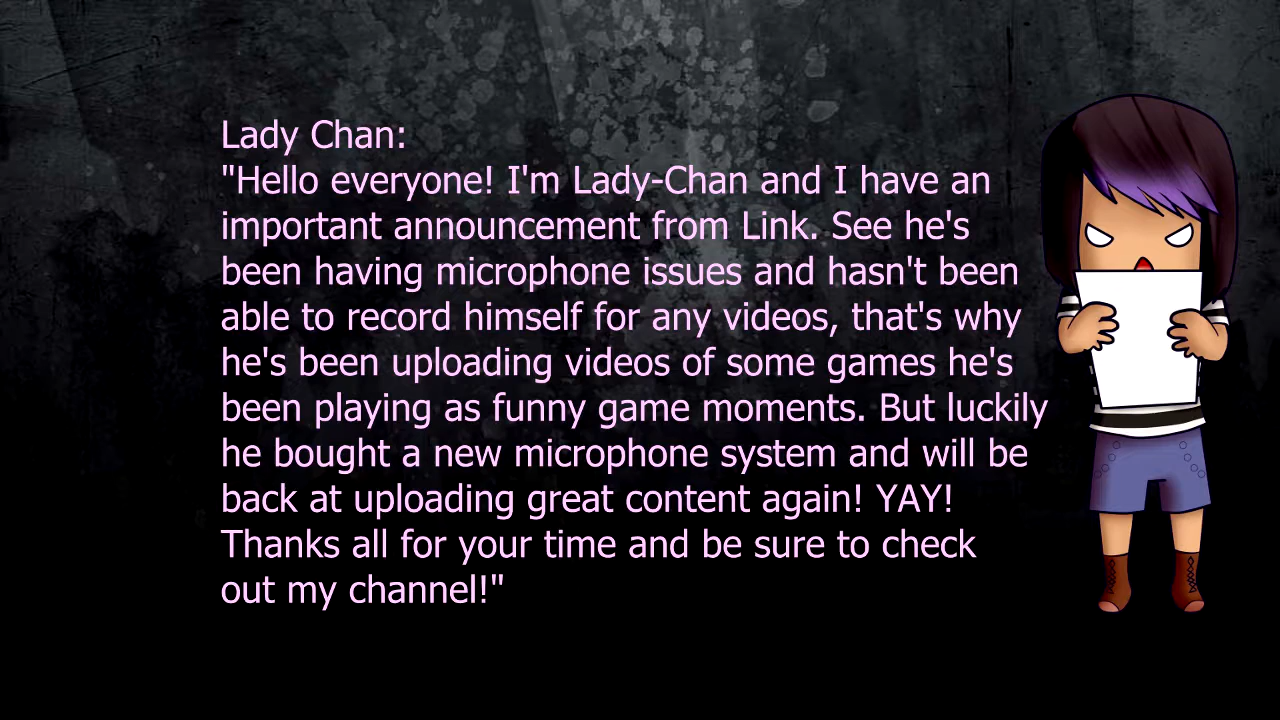 Lady Chan:
"Hello everyone! I'm Lady-Chan and I have an
important announcement from Link. See he's
been having microphone issues and hasn't been
able to record himself for any videos, that's why
he's been uploading videos of some games he's
been playing as funny game moments. But luckily
he bought a new microphone system and will be
back at uploading great content again! YAY!
Thanks all for your time and be sure to check
out my channel!"